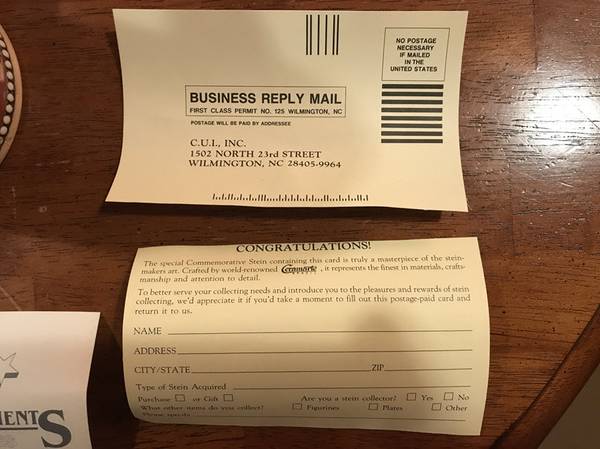 NO POSTAGE
NECESSARY
IF MAILED
IN THE
UNITED STATES
BUSINESS REPLY MAIL
FIRST CLASS PERMIT NO. 125 WILMINGTON, NC
POSTAGE WILL BE PAID BY ADDRESSEE
C.U.I., INC.
1502 NORTH 23rd STREET
WILMINGTON, NC 28405-9964
CONGRATULATIONS!
The special Commemorative Stein containing this card is truly a masterpiece of the stein-
makers art. Crafted by world-renowned Ceramarte, it represents the finest in materials, crafts-
manship and attention to detail.
To better serve your collecting needs and introduce you to the pleasures and rewards of stein
collecting, we'd appreciate it if you'd take a moment to fill out this postage-paid card and
return it to us.
NAME
ADDRESS
CITY/STATE ZIP
Type of Stein Acquired
Purchase □ or Gift □ Are you a stein collector? □ Yes □ No
What other items do you collect? □ Figurines □ Plates □ Other
Please specify
IENTS